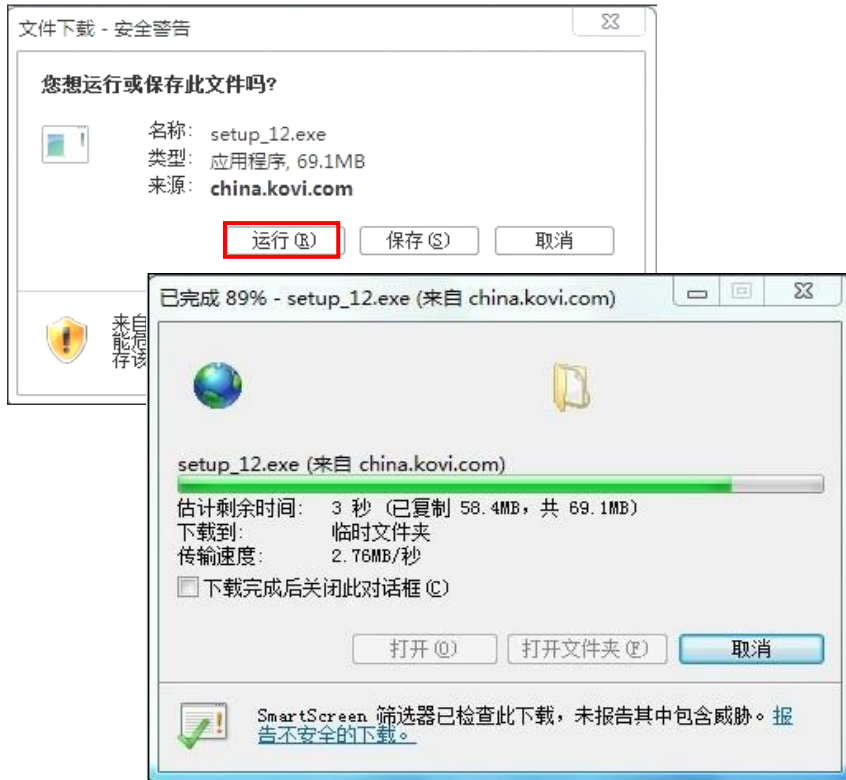 文件下载 - 安全警告
您想运行或保存此文件吗?
名称: setup_12.exe
类型: 应用程序, 69.1MB
来源: china.kovi.com
运行(R) 保存(S) 取消
来自
能危
存该
已完成 89% - setup_12.exe (来自 china.kovi.com)
setup_12.exe (来自 china.kovi.com)
估计剩余时间: 3 秒 (已复制 58.4MB，共 69.1MB)
下载到: 临时文件夹
传输速度: 2.76MB/秒
下载完成后关闭此对话框(C)
打开(O) 打开文件夹(F) 取消
SmartScreen 筛选器已检查此下载，未报告其中包含威胁。报
告不安全的下载。